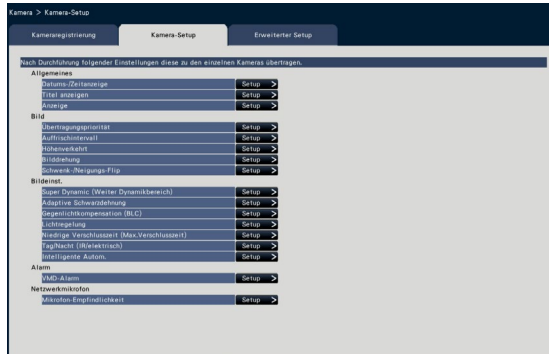 Kamera > Kamera-Setup
Kameraregistrierung Kamera-Setup Erweiterter Setup
Nach Durchführung folgender Einstellungen diese zu den einzelnen Kameras übertragen.
Allgemeines
Datums-/Zeitanzeige Setup >
Titel anzeigen Setup >
Anzeige Setup >
Bild
Übertragungspriorität Setup >
Auffrischintervall Setup >
Höhenverkehrt Setup >
Bilddrehung Setup >
Schwenk-/Neigungs-Flip Setup >
Bildeinst.
Super Dynamic (Weiter Dynamikbereich) Setup >
Adaptive Schwarzdehnung Setup >
Gegenlichtkompensation (BLC) Setup >
Lichtregelung Setup >
Niedrige Verschlusszeit (Max.Verschlusszeit) Setup >
Tag/Nacht (IR/elektrisch) Setup >
Intelligente Autom. Setup >
Alarm
VMD-Alarm Setup >
Netzwerkmikrofon
Mikrofon-Empfindlichkeit Setup >